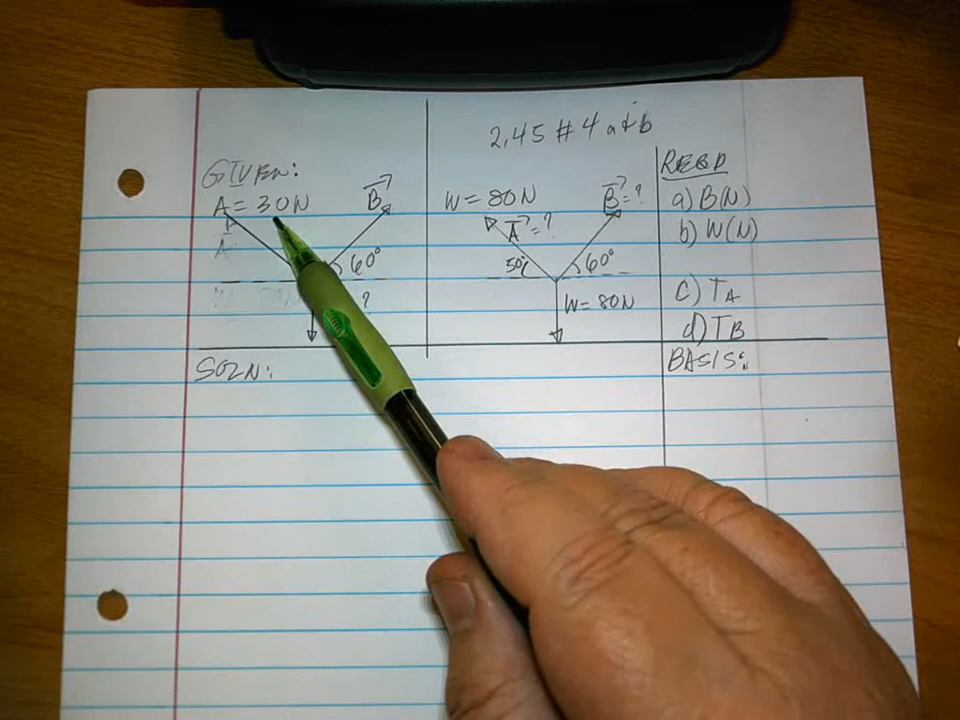 2.45 #4 a+b
GIVEN:
A = 30N
B
A
60°
?
W = 80N
A = ?
B = ?
50°
60°
W = 80N
REQD
a) B(N)
b) W(N)
c) TA
d) TB
SOLN:
BASIS: